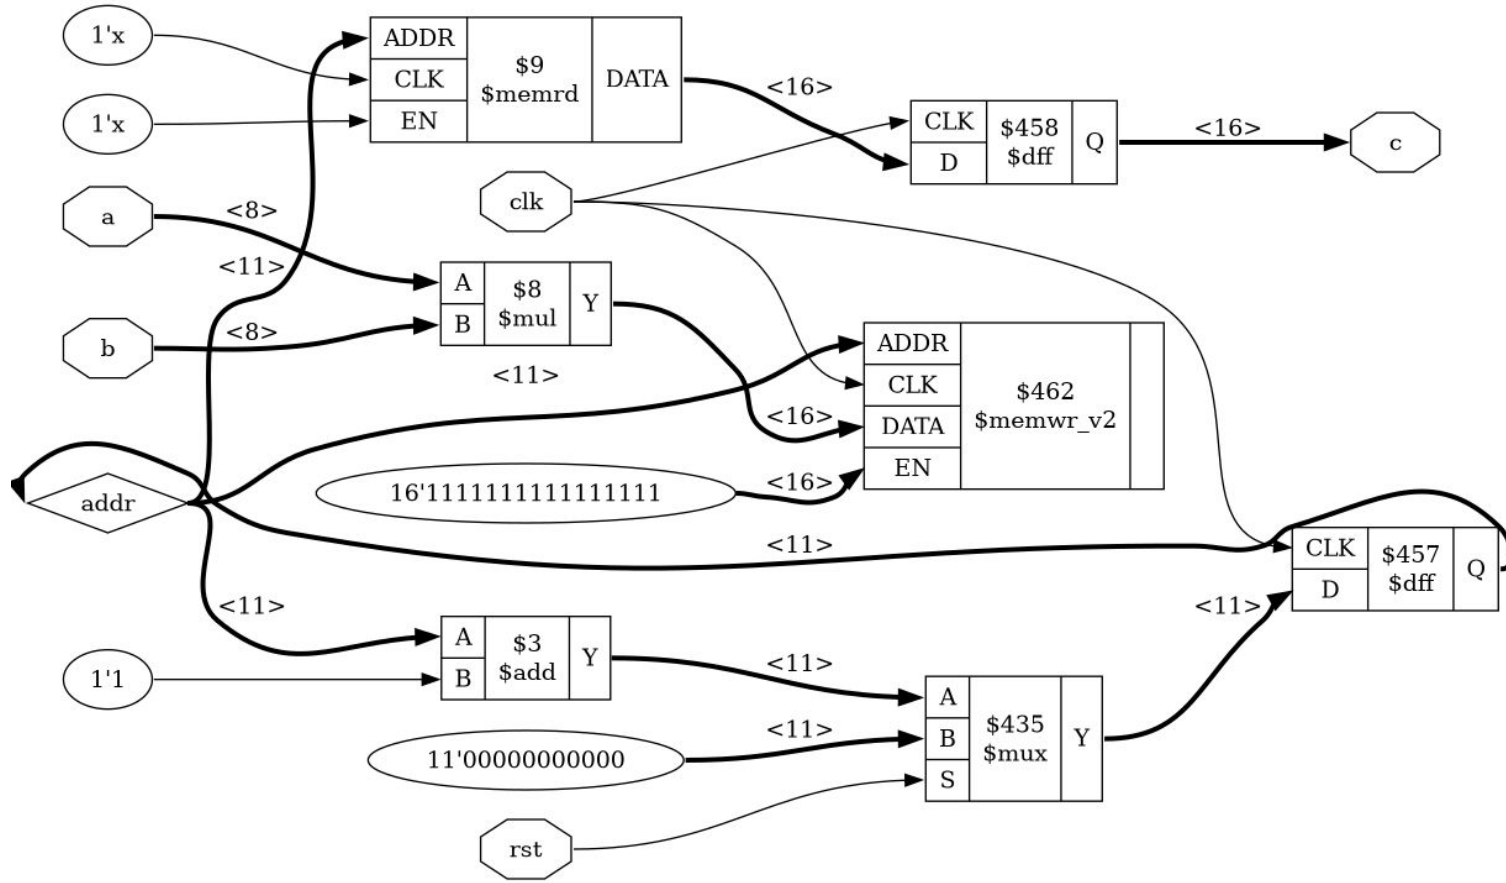 1'x
ADDR
CLK
EN
$9
$memrd
DATA
1'x
<16>
CLK
D
$458
$dff
Q
<16>
c
a
<8>
clk
<11>
A
B
$8
$mul
Y
b
<8>
<11>
ADDR
CLK
DATA
EN
$462
$memwr_v2
<16>
<16>
addr
16'1111111111111111
<11>
CLK
D
$457
$dff
Q
<11>
<11>
A
B
$3
$add
Y
1'1
<11>
A
B
S
$435
$mux
Y
<11>
11'00000000000
rst